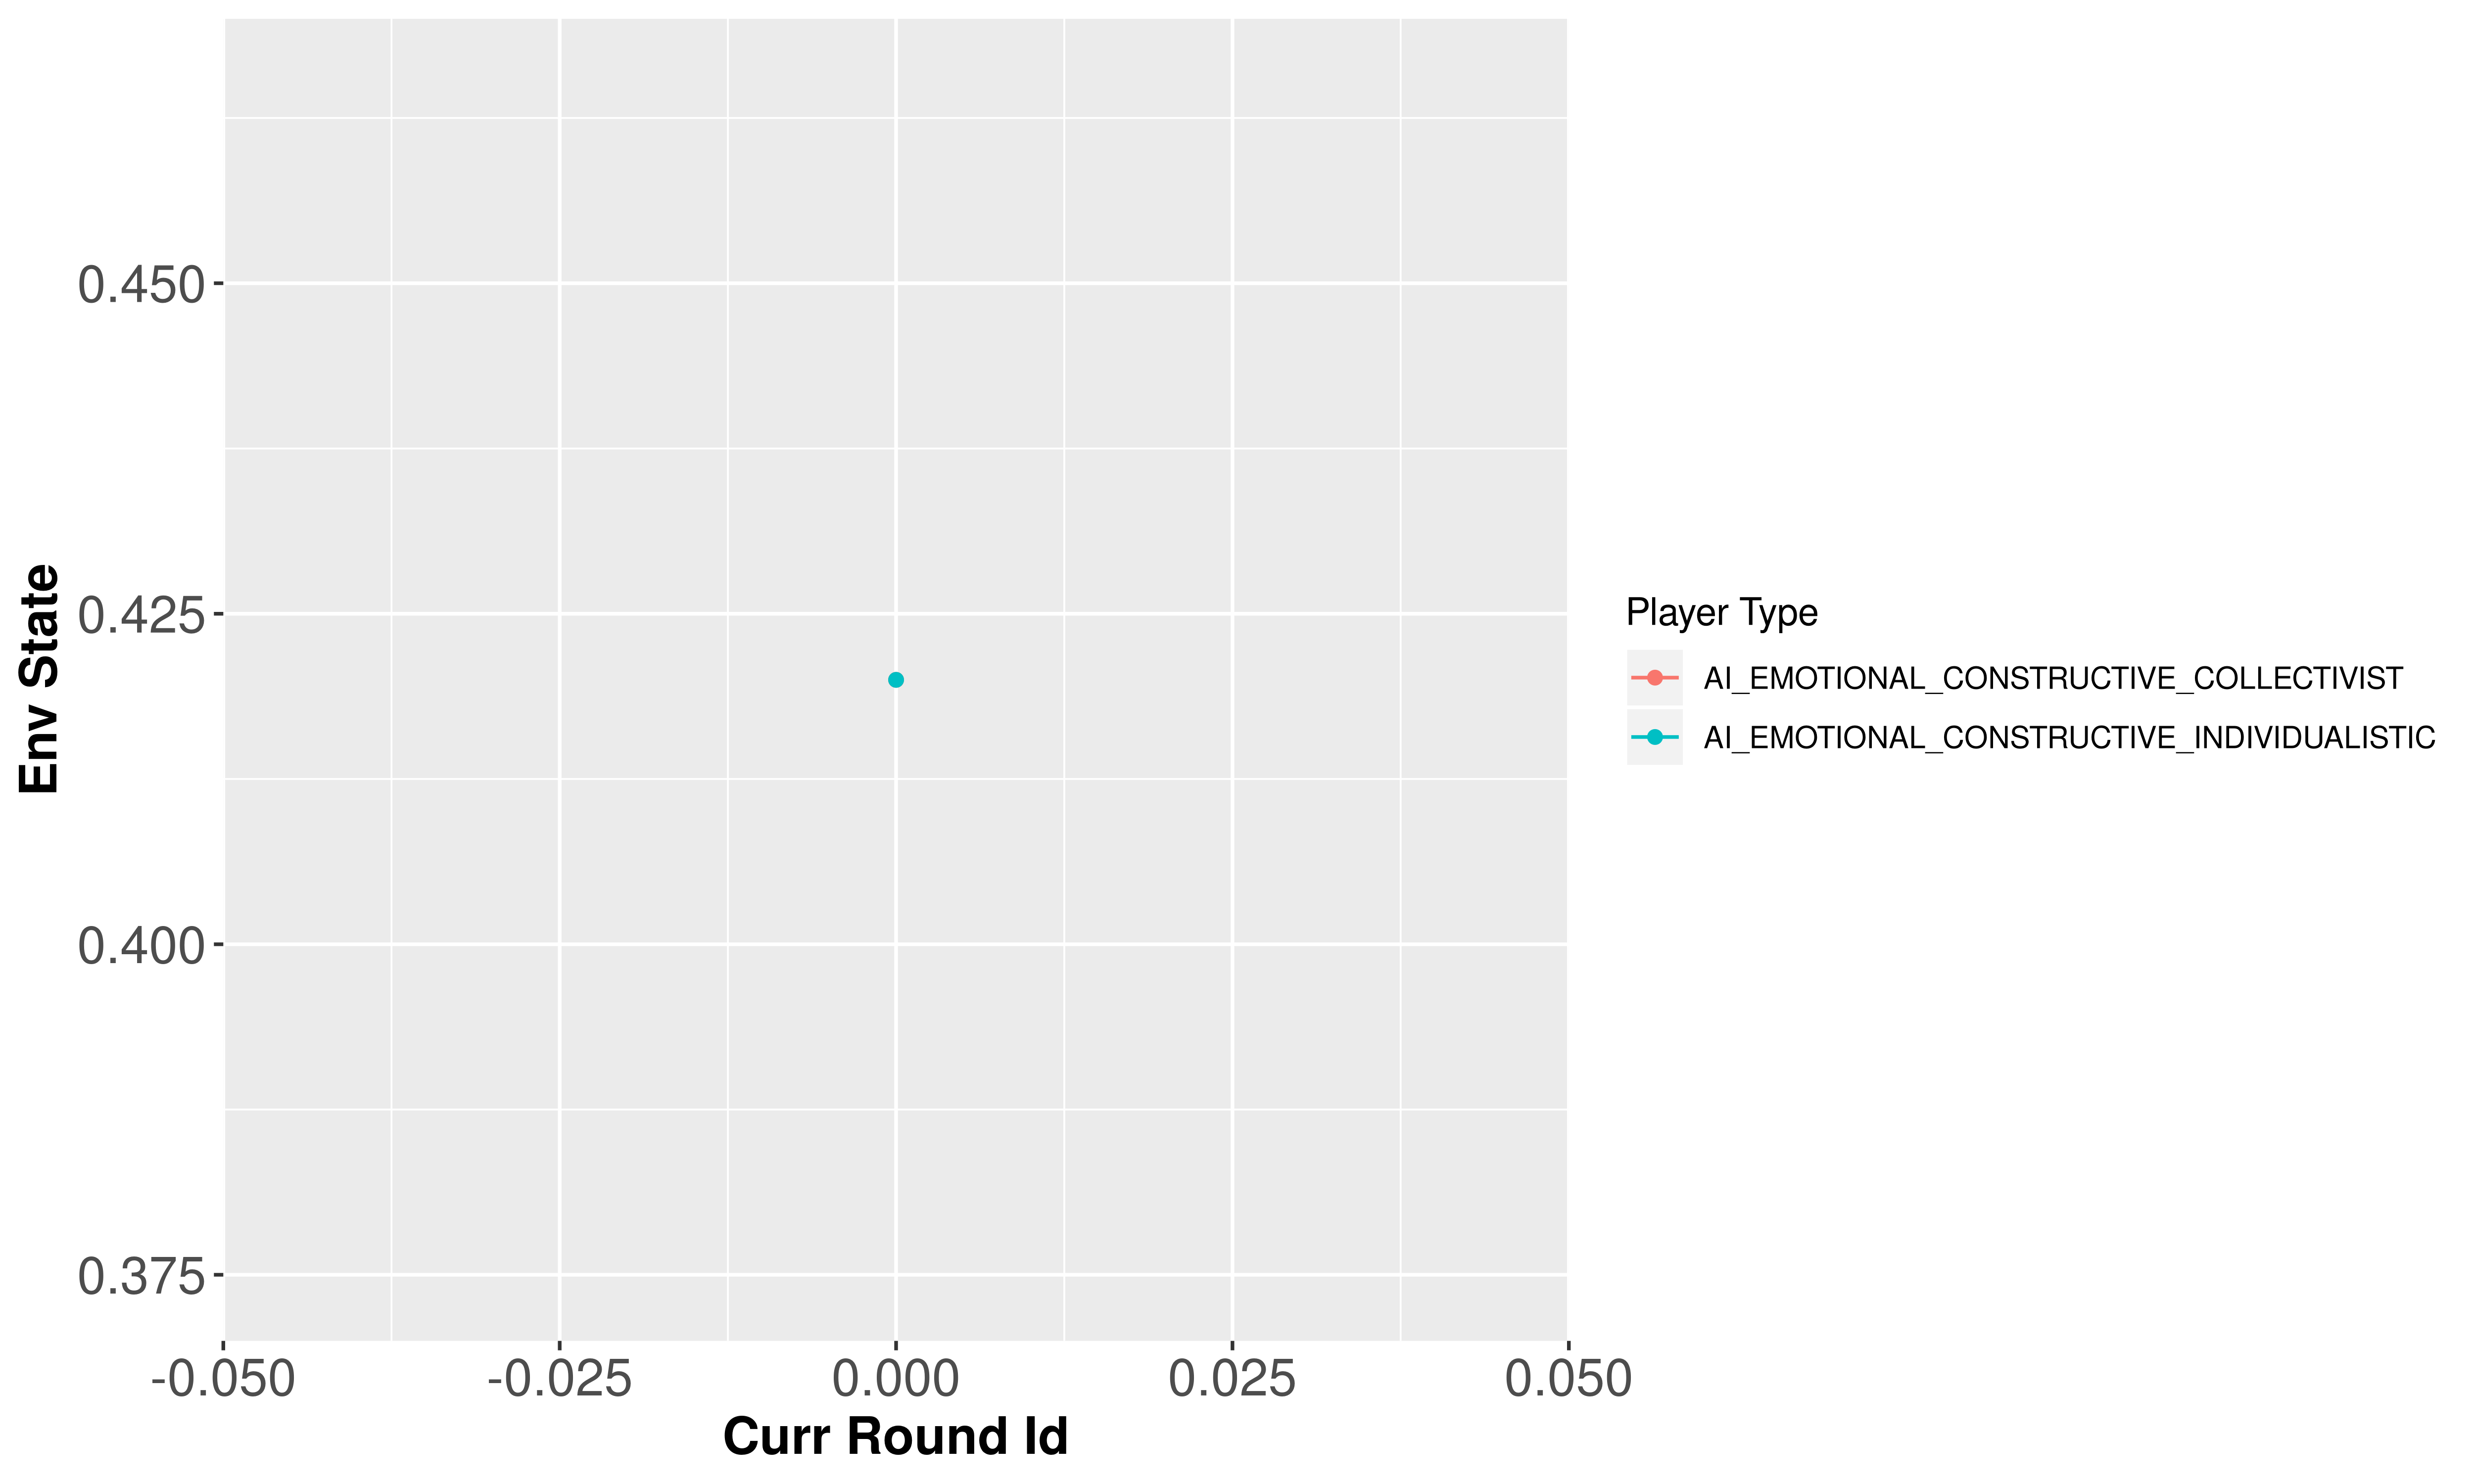 Env State
0.450
0.425
0.400
0.375
-0.050
-0.025
0.000
0.025
0.050
Curr Round Id
Player Type
AI_EMOTIONAL_CONSTRUCTIVE_COLLECTIVIST
AI_EMOTIONAL_CONSTRUCTIVE_INDIVIDUALISTIC